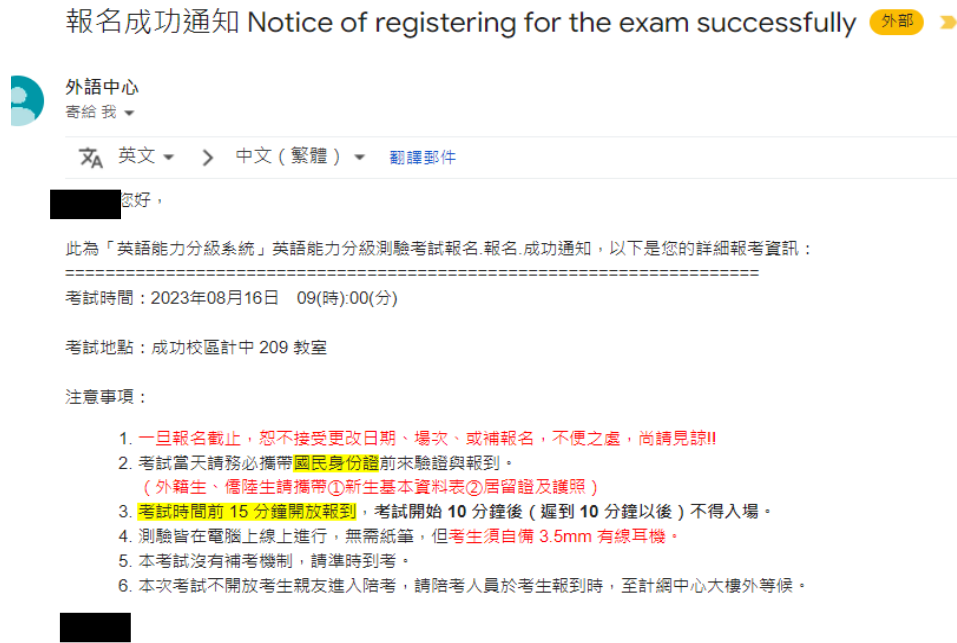 報名成功通知 Notice of registering for the exam successfully 外部
外語中心
寄給 我
英文 中文（繁體） 翻譯郵件
您好，
此為「英語能力分級系統」英語能力分級測驗考試報名.報名.成功通知，以下是您的詳細報考資訊：
======================================================================
考試時間：2023年08月16日 09(時):00(分)
考試地點：成功校區計中 209 教室
注意事項：
1. 一旦報名截止，恕不接受更改日期、場次、或補報名，不便之處，尚請見諒!!
2. 考試當天請務必攜帶國民身份證前來驗證與報到。
（外籍生、僑陸生請攜帶①新生基本資料表②居留證及護照）
3. 考試時間前 15 分鐘開放報到，考試開始 10 分鐘後（遲到 10 分鐘以後）不得入場。
4. 測驗皆在電腦上線上進行，無需紙筆，但考生須自備 3.5mm 有線耳機。
5. 本考試沒有補考機制，請準時到考。
6. 本次考試不開放考生親友進入陪考，請陪考人員於考生報到時，至計網中心大樓外等候。